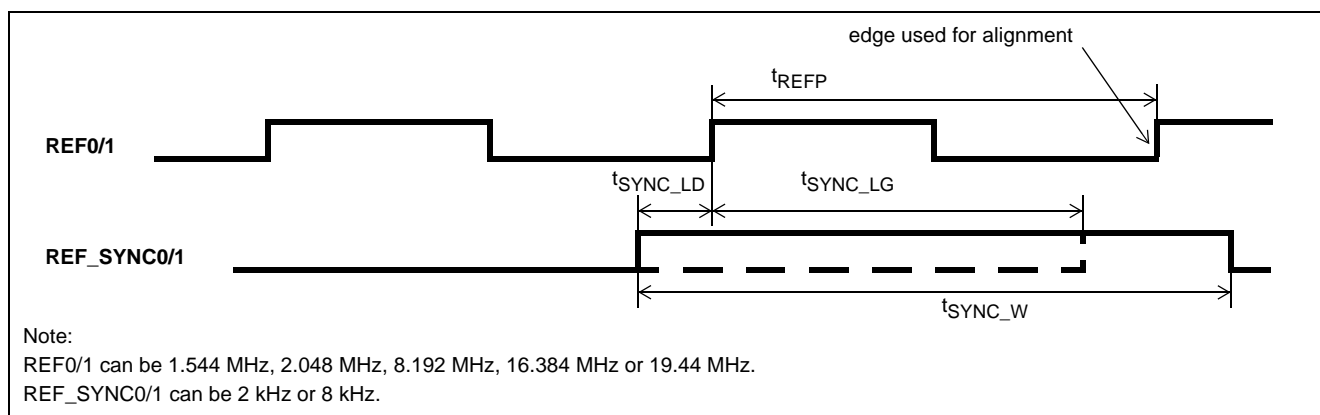 edge used for alignment
tREFP
REF0/1
tSYNC_LD
tSYNC_LG
REF_SYNC0/1
tSYNC_W
Note:
REF0/1 can be 1.544 MHz, 2.048 MHz, 8.192 MHz, 16.384 MHz or 19.44 MHz.
REF_SYNC0/1 can be 2 kHz or 8 kHz.